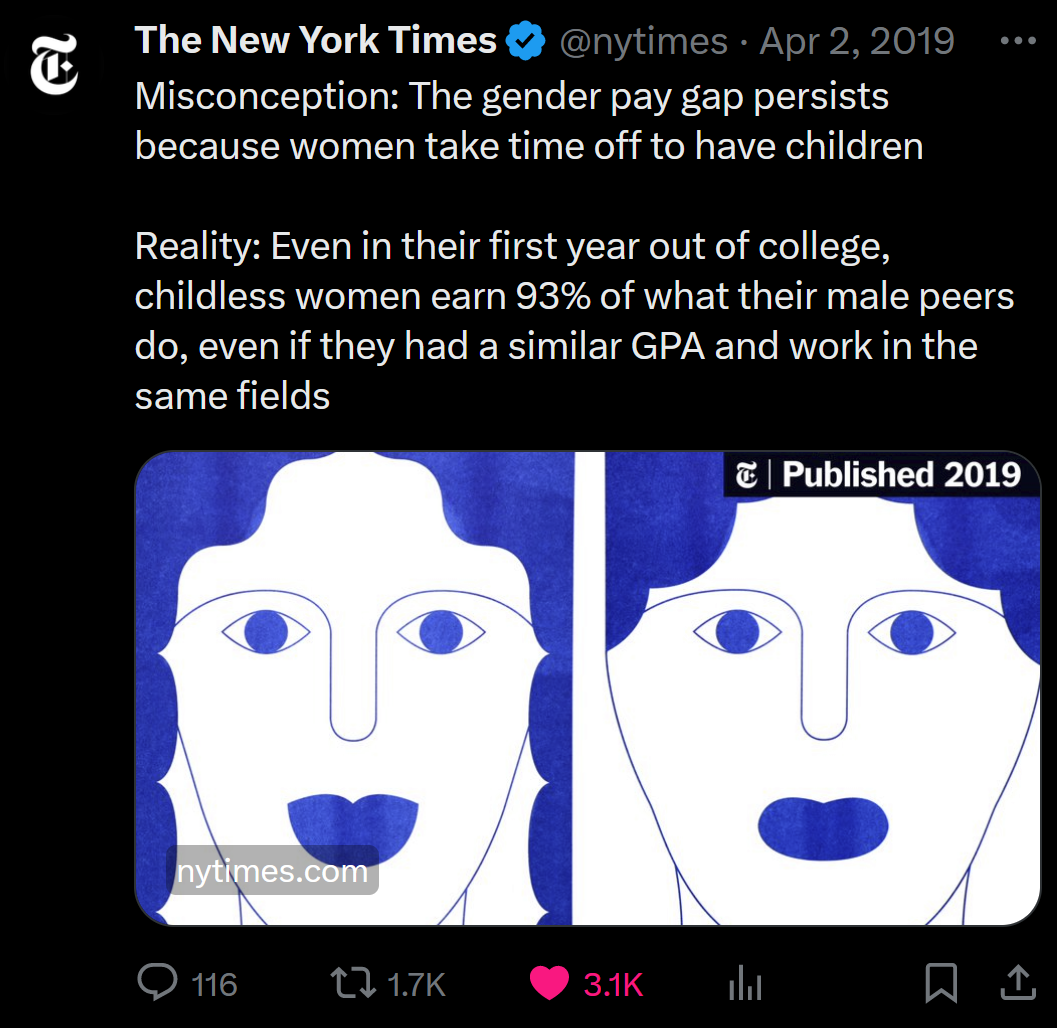 The New York Times @nytimes · Apr 2, 2019
Misconception: The gender pay gap persists
because women take time off to have children
Reality: Even in their first year out of college,
childless women earn 93% of what their male peers
do, even if they had a similar GPA and work in the
same fields
T | Published 2019
nytimes.com
116 1.7K 3.1K